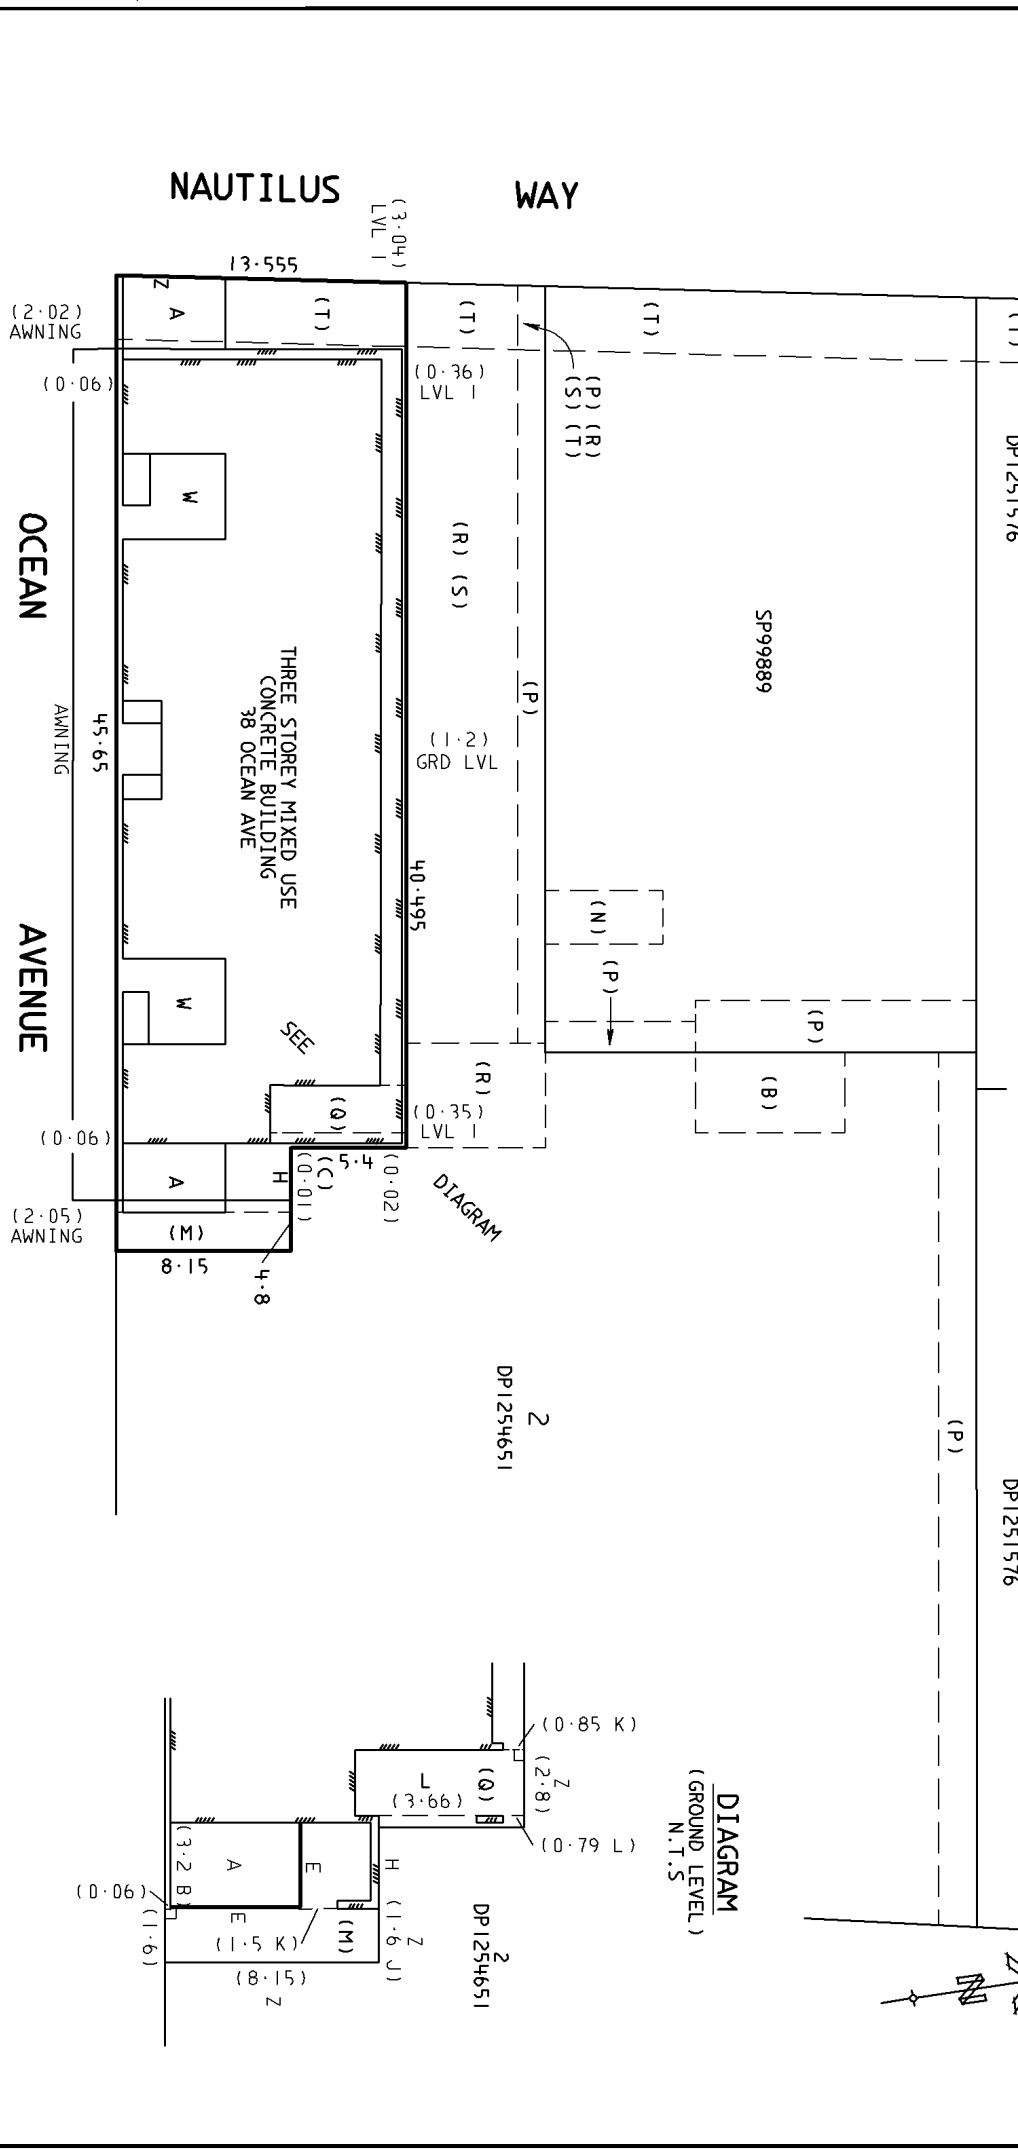 NAUTILUS WAY
(3·04)
LVL 1
13·555
(2·02)
AWNING
Z
A
(T)
(T)
(T)
(0·06)
(0·36)
LVL 1
(P) (R)
(S) (T)
DP1251576
W
OCEAN AVENUE
(R) (S)
SP99889
(P)
THREE STOREY MIXED USE
CONCRETE BUILDING
38 OCEAN AVE
45·65
AWNING
(1·2)
GRD LVL
40·495
(N)
(P)
(P)
W
SEE
(R)
(B)
(Q)
(0·35)
LVL 1
(0·06)
A
H
(0·01)
(C)
5·4
(0·02)
DIAGRAM
(2·05)
AWNING
(M)
8·15
4·8
2
DP1254651
(P)
DP1251576
(0·85 K)
Z
(2·8)
L
(3·66)
(Q)
DIAGRAM
(GROUND LEVEL)
N.T.S
(0·79 L)
(3·2 B)
A
E
H
(0·06)
E
(1·6)
(1·5 K)
(M)
Z
(1·6 J)
(8·15)
Z
2
DP1254651
N